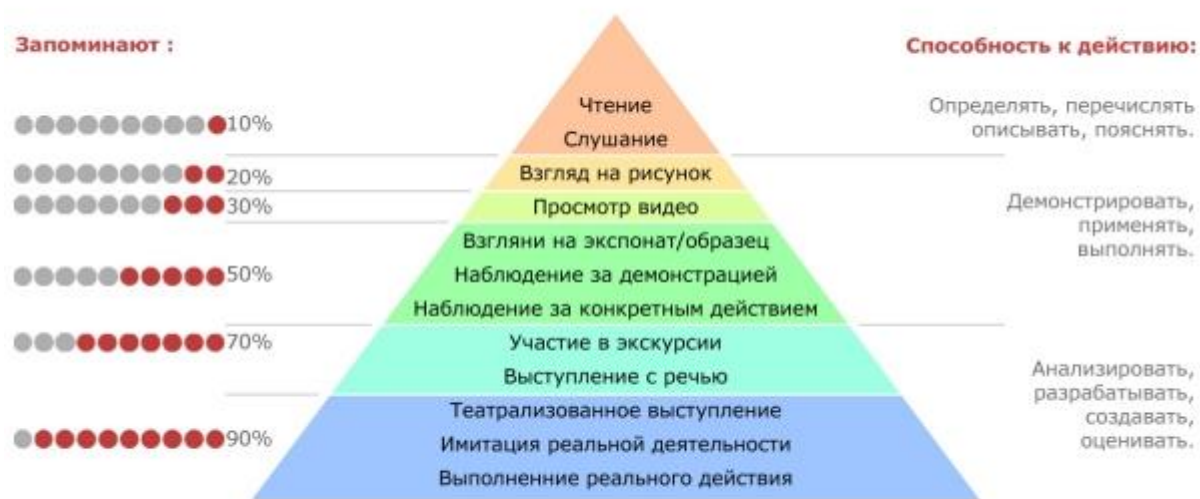 Запоминают :
10%
20%
30%
50%
70%
90%
Чтение
Слушание
Взгляд на рисунок
Просмотр видео
Взгляни на экспонат/образец
Наблюдение за демонстрацией
Наблюдение за конкретным действием
Участие в экскурсии
Выступление с речью
Театрализованное выступление
Имитация реальной деятельности
Выполненние реального действия
Способность к действию:
Определять, перечислять
описывать, пояснять.
Демонстрировать,
применять,
выполнять.
Анализировать,
разрабатывать,
создавать,
оценивать.